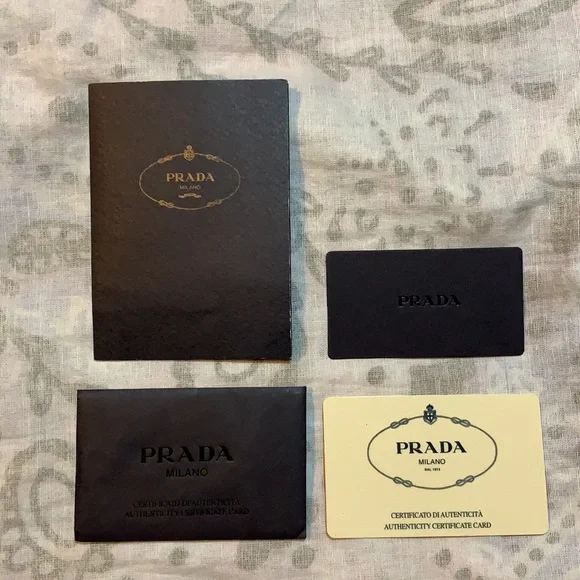 PRADA
MILANO
PRADA
PRADA
MILANO
CERTIFICATO DI AUTENTICITÀ
AUTHENTICITY CERTIFICATE CARD
PRADA
MILANO
DAL 1913
CERTIFICATO DI AUTENTICITÀ
AUTHENTICITY CERTIFICATE CARD